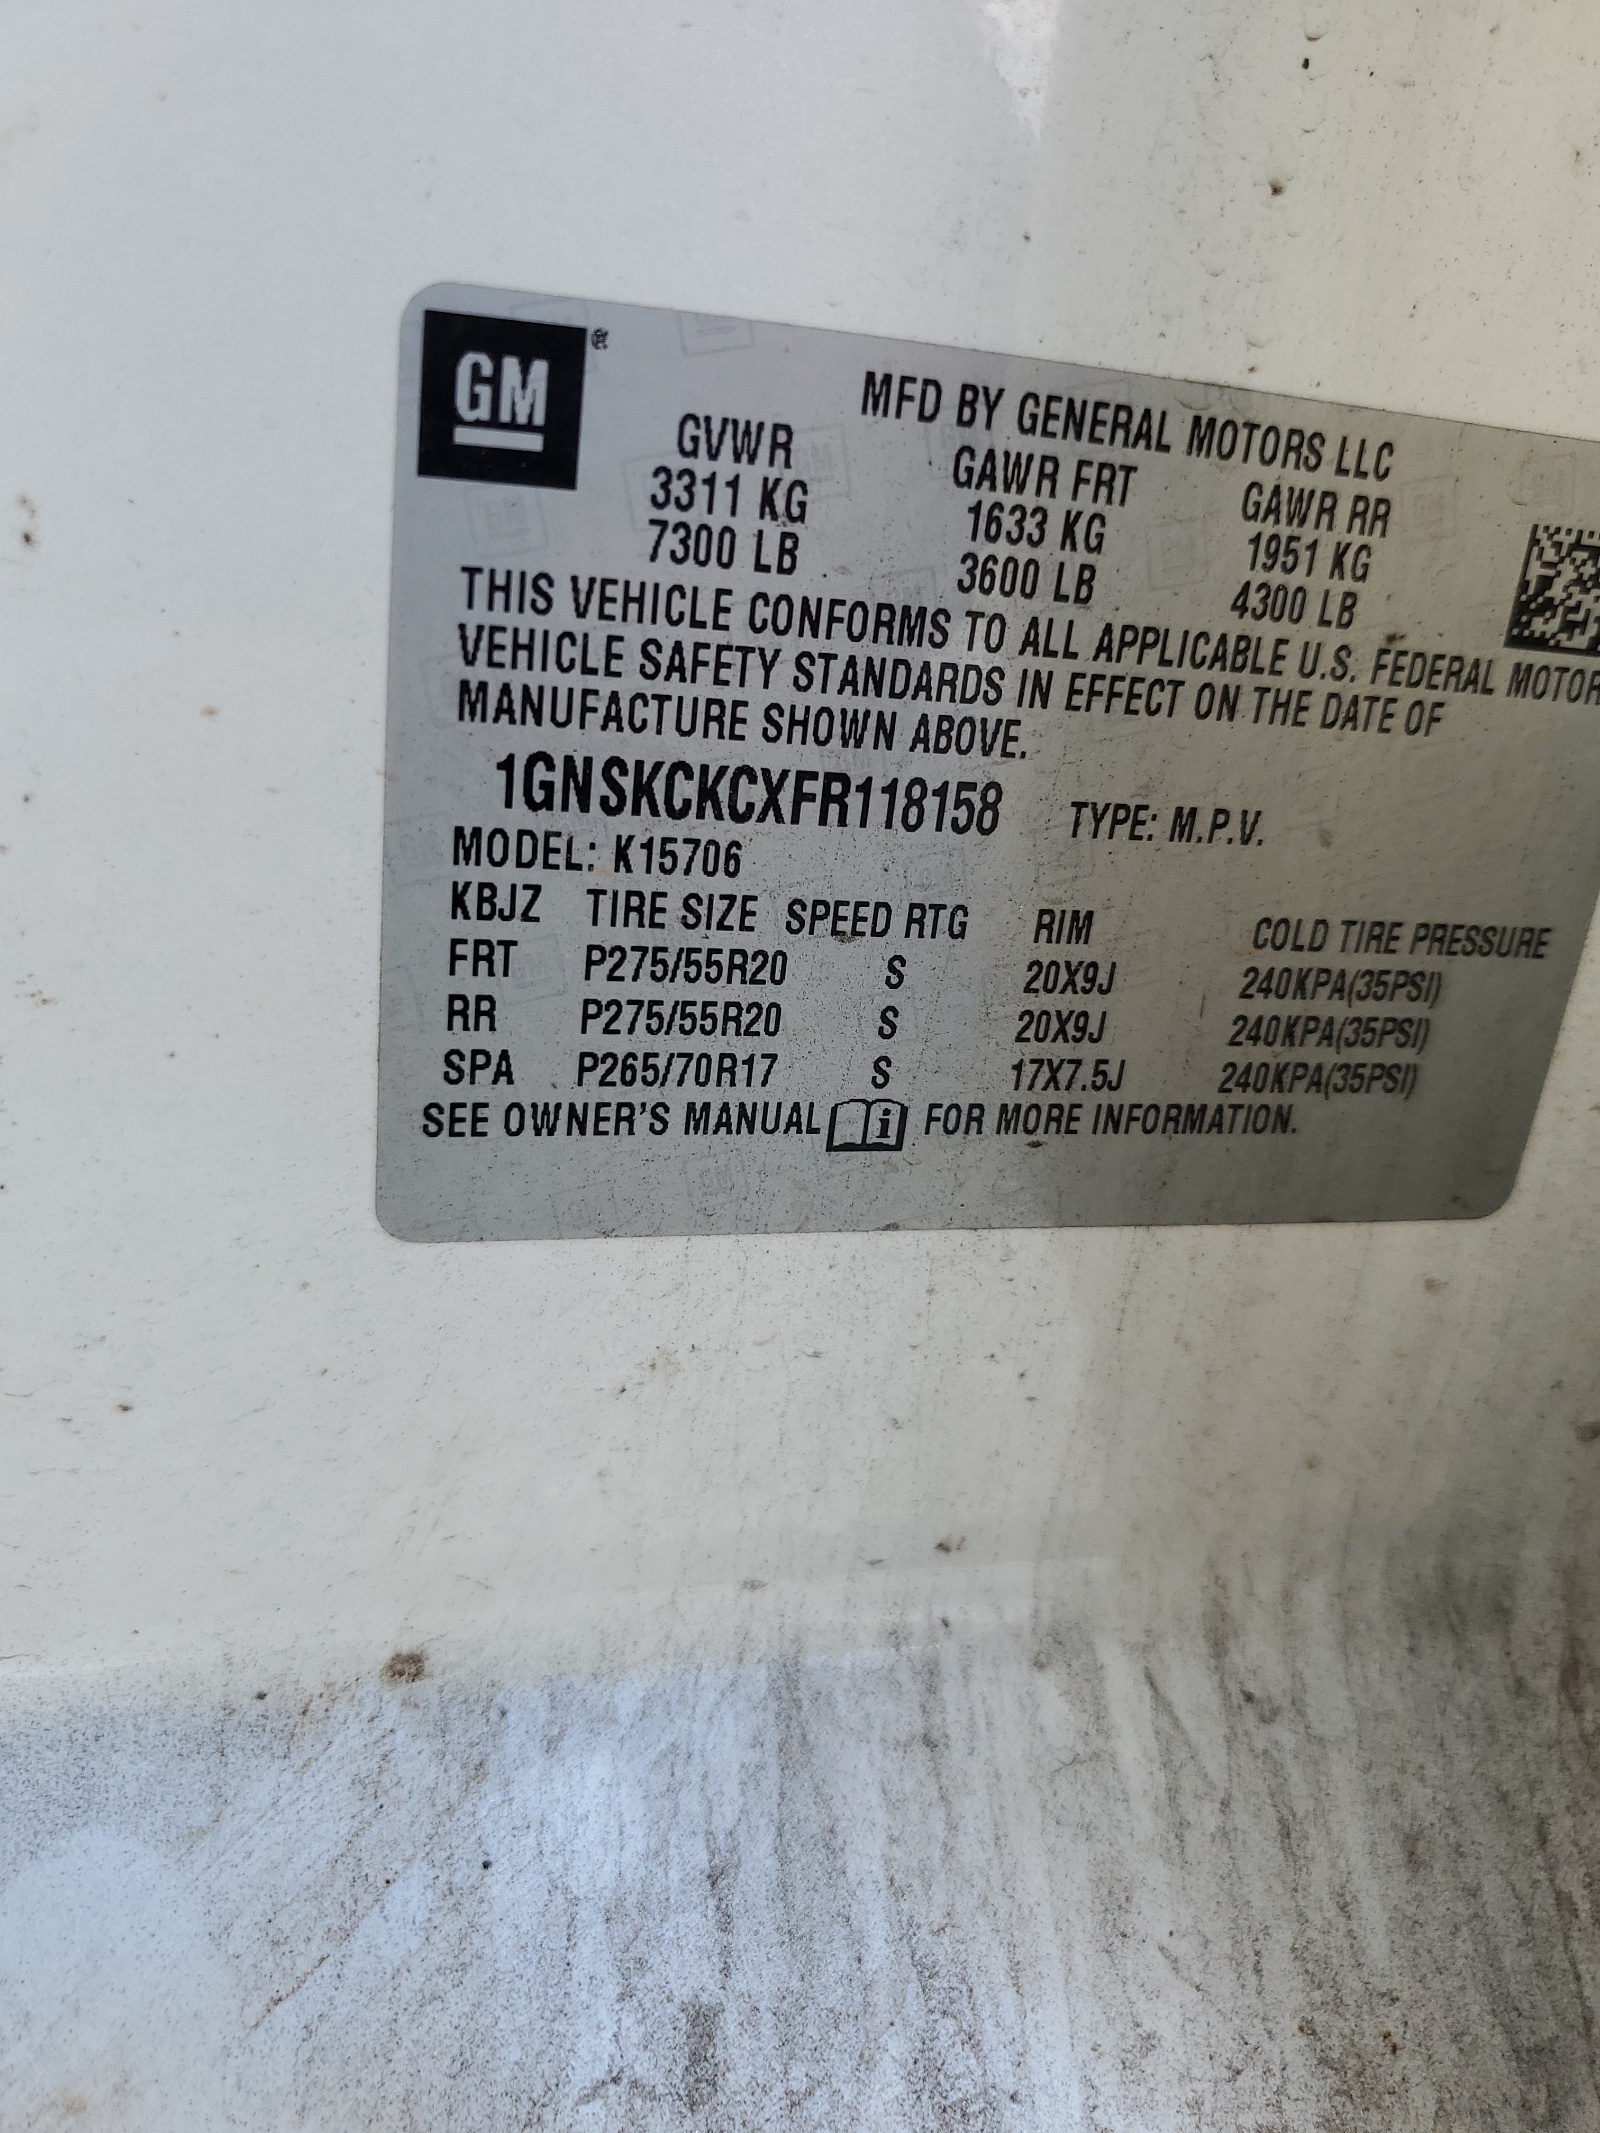 GM ®
MFD BY GENERAL MOTORS LLC
GVWR GAWR FRT GAWR RR
3311 KG 1633 KG 1951 KG
7300 LB 3600 LB 4300 LB
THIS VEHICLE CONFORMS TO ALL APPLICABLE U.S. FEDERAL MOTOR
VEHICLE SAFETY STANDARDS IN EFFECT ON THE DATE OF
MANUFACTURE SHOWN ABOVE.
1GNSKCKCXFR118158 TYPE: M.P.V.
MODEL: K15706
KBJZ TIRE SIZE SPEED RTG RIM COLD TIRE PRESSURE
FRT P275/55R20 S 20X9J 240KPA(35PSI)
RR P275/55R20 S 20X9J 240KPA(35PSI)
SPA P265/70R17 S 17X7.5J 240KPA(35PSI)
SEE OWNER'S MANUAL i FOR MORE INFORMATION.